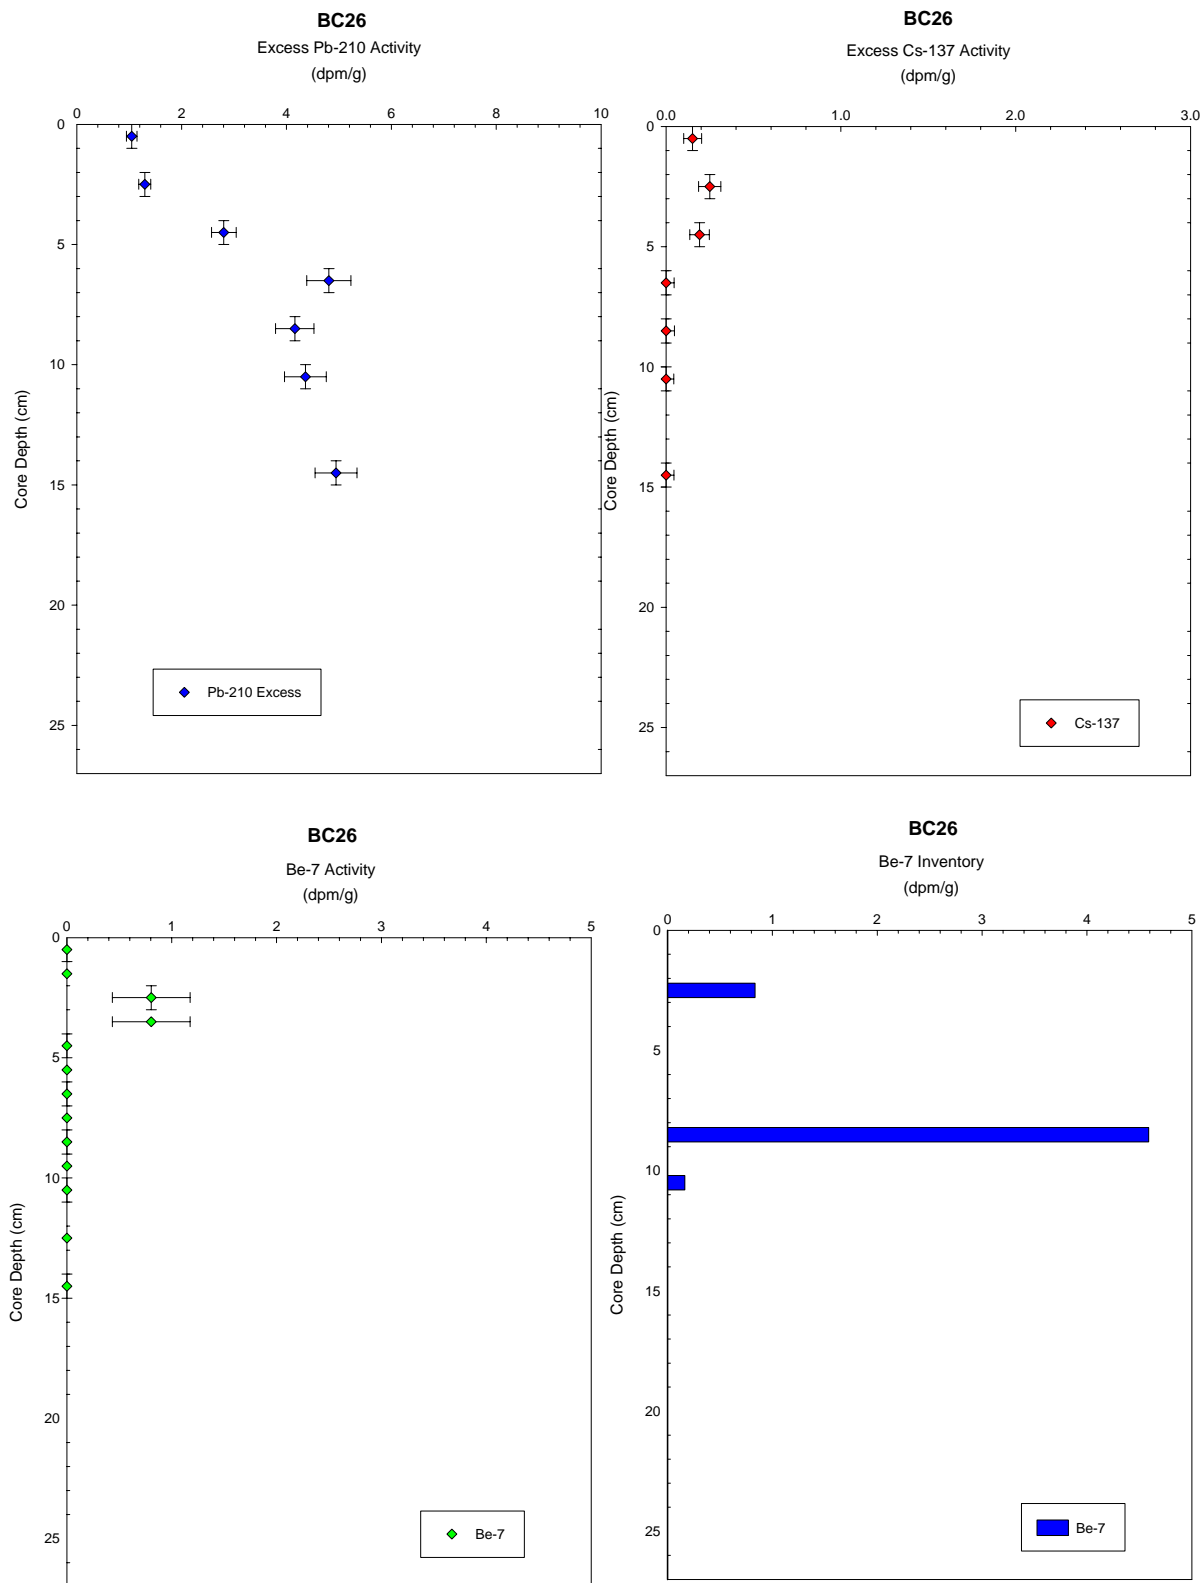 BC26
Excess Pb-210 Activity
(dpm/g)
0 2 4 6 8 10
0
5
10
15
20
25
Core Depth (cm)
Pb-210 Excess
BC26
Excess Cs-137 Activity
(dpm/g)
0.0 1.0 2.0 3.0
0
5
10
15
20
25
Core Depth (cm)
Cs-137
BC26
Be-7 Activity
(dpm/g)
0 1 2 3 4 5
0
5
10
15
20
25
Core Depth (cm)
Be-7
BC26
Be-7 Inventory
(dpm/g)
0 1 2 3 4 5
0
5
10
15
20
25
Core Depth (cm)
Be-7